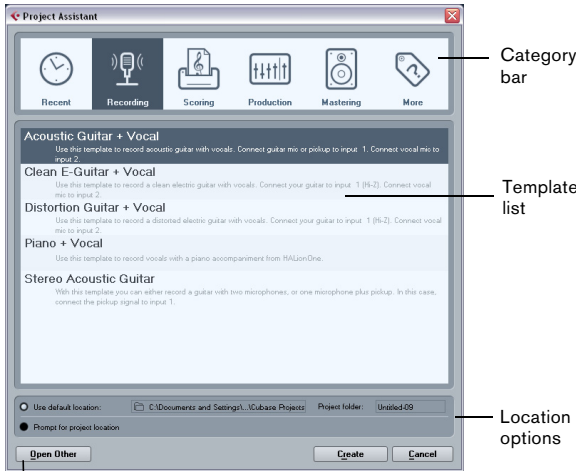 Project Assistant
Recent Recording Scoring Production Mastering More
Category
bar
Acoustic Guitar + Vocal
Use this template to record acoustic guitar with vocals. Connect guitar mic or pickup to input 1. Connect vocal mic to
input 2.
Clean E-Guitar + Vocal
Use this template to record a clean electric guitar with vocals. Connect your guitar to input 1 (Hi-Z). Connect vocal
mic to input 2.
Template
list
Distortion Guitar + Vocal
Use this template to record a distorted electric guitar with vocals. Connect your guitar to input 1 (Hi-Z). Connect vocal
mic to input 2.
Piano + Vocal
Use this template to record vocals with a piano accompaniment from HALionOne.
Stereo Acoustic Guitar
With this template you can either record a guitar with two microphones, or one microphone plus pickup. In this case,
connect the pickup signal to input 1.
Use default location: C:\Documents and Settings\...\Cubase Projects Project folder: Untitled-09
Prompt for project location
Location
options
Open Other Create Cancel